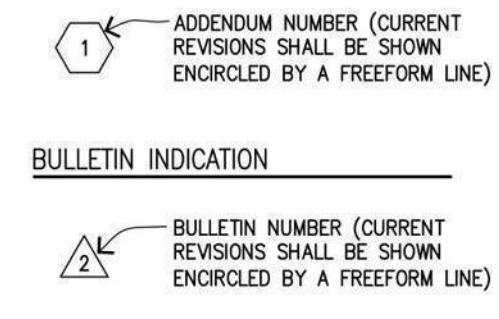 1
ADDENDUM NUMBER (CURRENT
REVISIONS SHALL BE SHOWN
ENCIRCLED BY A FREEFORM LINE)
BULLETIN INDICATION
2
BULLETIN NUMBER (CURRENT
REVISIONS SHALL BE SHOWN
ENCIRCLED BY A FREEFORM LINE)